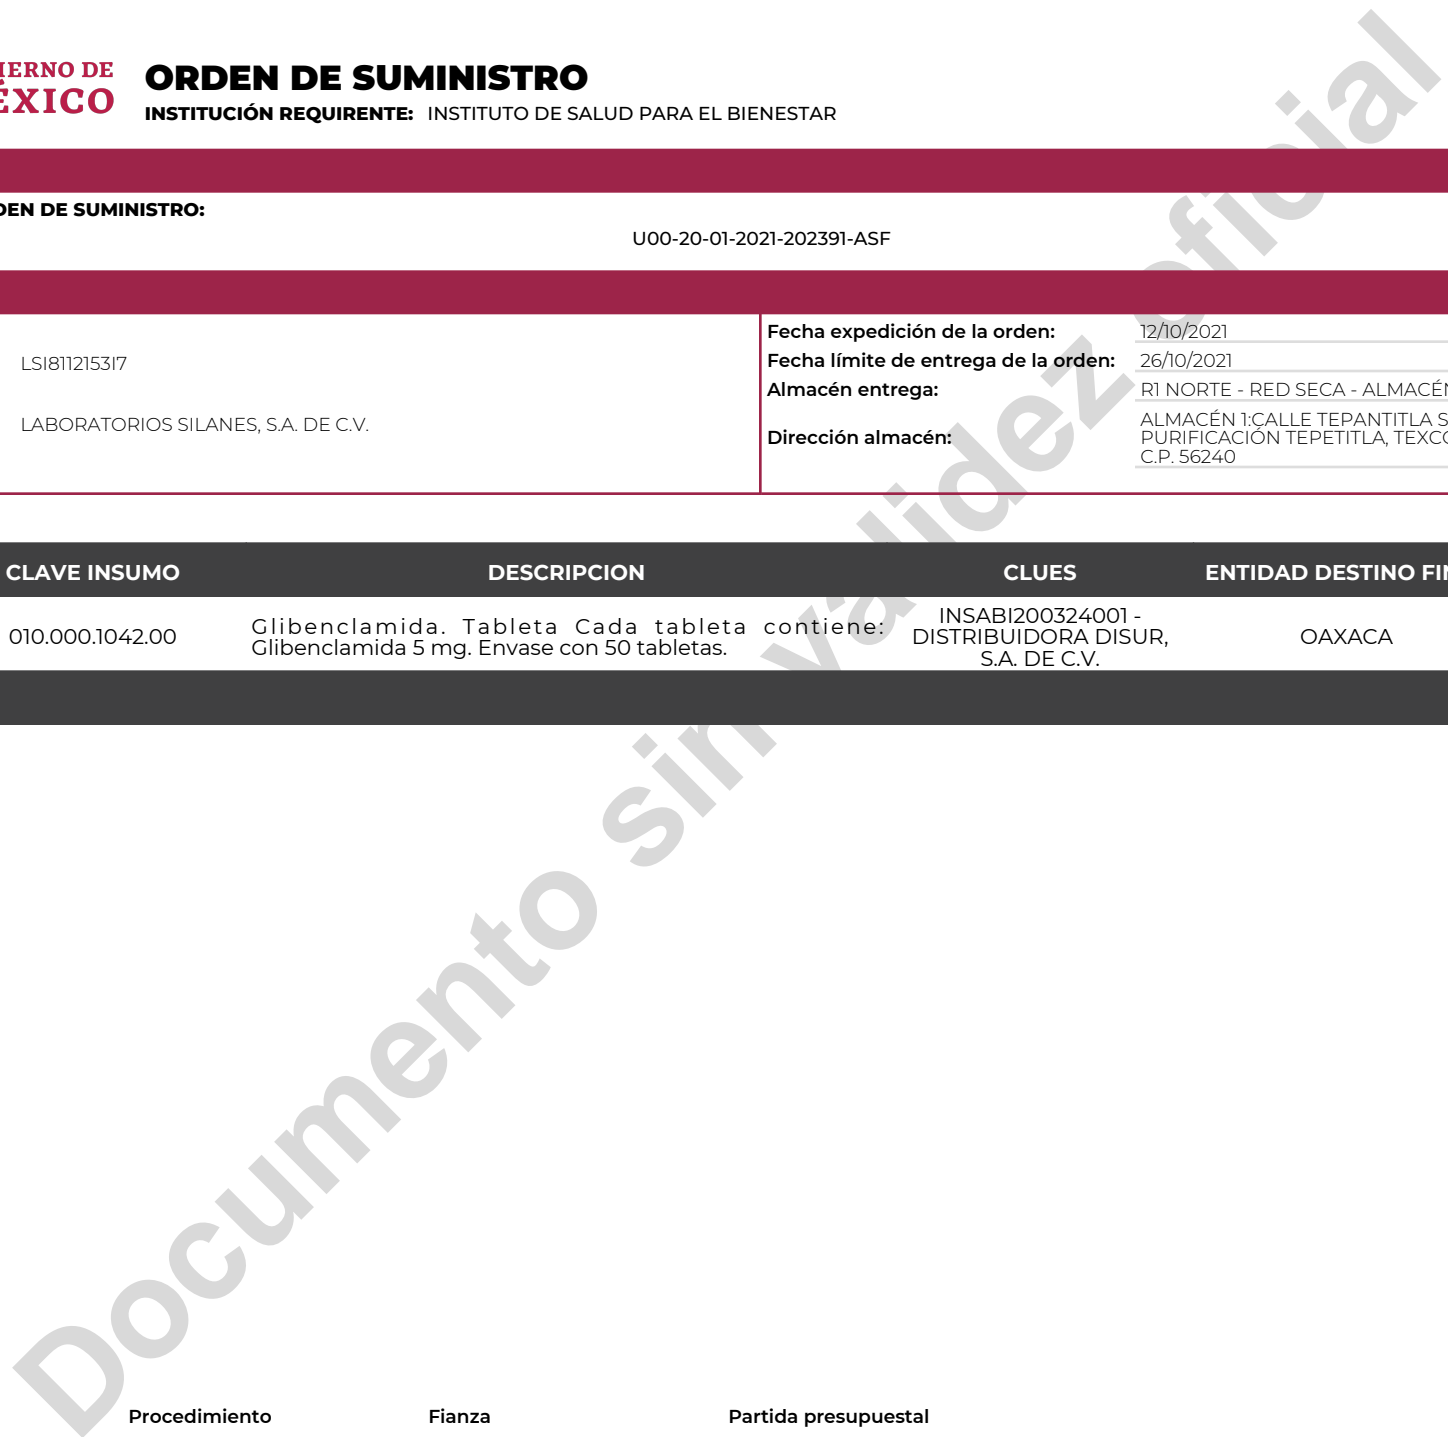 IERNO DE
ÉXICO
ORDEN DE SUMINISTRO
INSTITUCIÓN REQUIRENTE: INSTITUTO DE SALUD PARA EL BIENESTAR
DEN DE SUMINISTRO:
U00-20-01-2021-202391-ASF
LSI8112153I7
LABORATORIOS SILANES, S.A. DE C.V.
Fecha expedición de la orden: 12/10/2021
Fecha límite de entrega de la orden: 26/10/2021
Almacén entrega: R1 NORTE - RED SECA - ALMACÉN
Dirección almacén: ALMACÉN 1:CALLE TEPANTITLA S
PURIFICACIÓN TEPETITLA, TEXCO
C.P. 56240
CLAVE INSUMO DESCRIPCION CLUES ENTIDAD DESTINO FIN
010.000.1042.00
Glibenclamida. Tableta Cada tableta contiene:
Glibenclamida 5 mg. Envase con 50 tabletas.
INSABI200324001 -
DISTRIBUIDORA DISUR,
S.A. DE C.V.
OAXACA
Documento sin validez oficial
Procedimiento Fianza Partida presupuestal